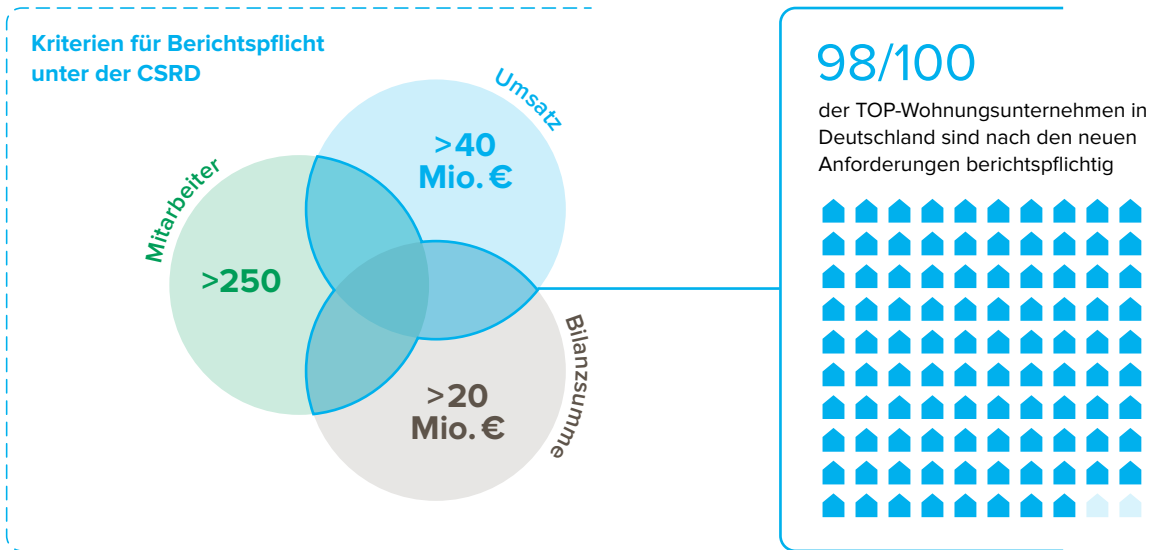 Kriterien für Berichtspflicht
unter der CSRD
Umsatz
>40
Mio. €
Mitarbeiter
>250
Bilanzsumme
>20
Mio. €
98/100
der TOP-Wohnungsunternehmen in
Deutschland sind nach den neuen
Anforderungen berichtspflichtig